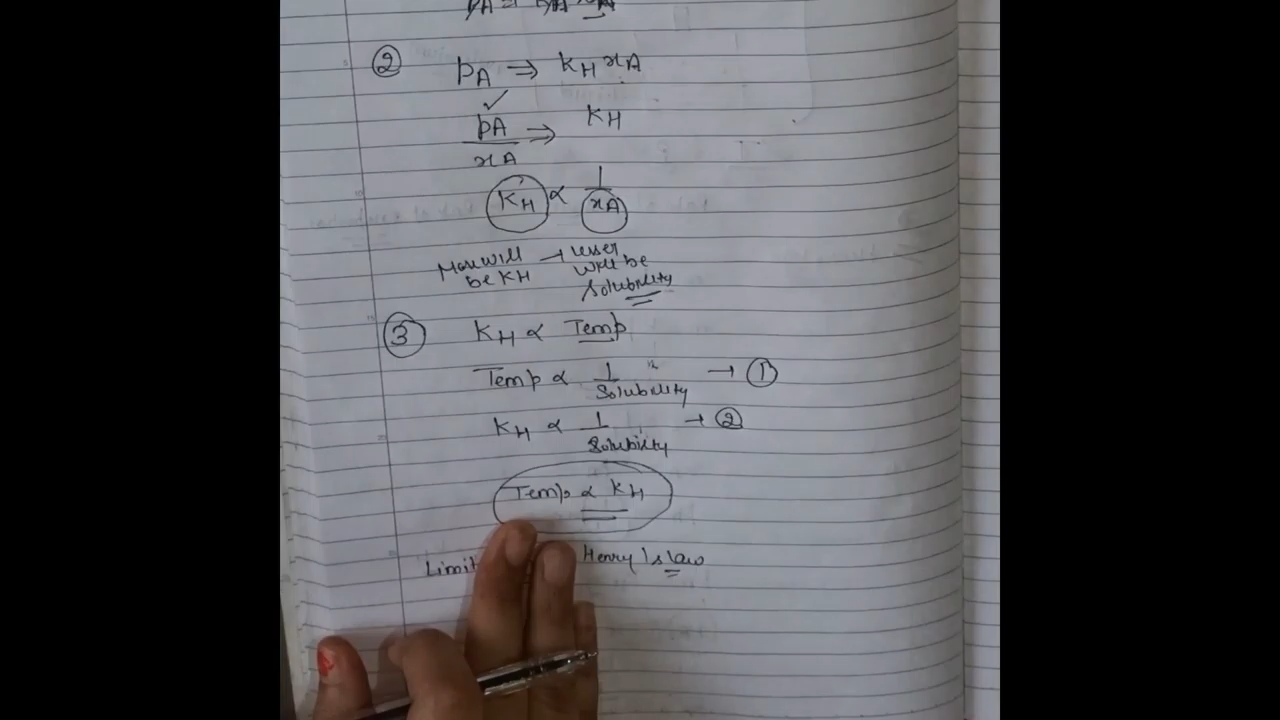 ② pA ⇒ KH xA
✓
pA / xA ⇒ KH
KH ∝ 1 / xA
More will → lesser
be KH will be
Solubility
③ KH ∝ Temp
Temp ∝ 1 / Solubility → ①
KH ∝ 1 / Solubility → ②
Temp ∝ KH
Limit Henry's law